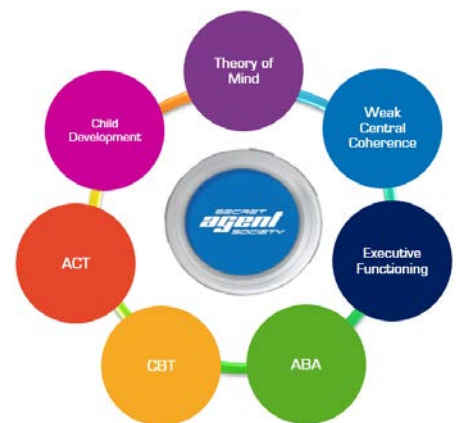 Theory of
Mind
Weak
Central
Coherence
Executive
Functioning
ABA
CBT
ACT
Child
Development
SECRET
agent
SOCIETY